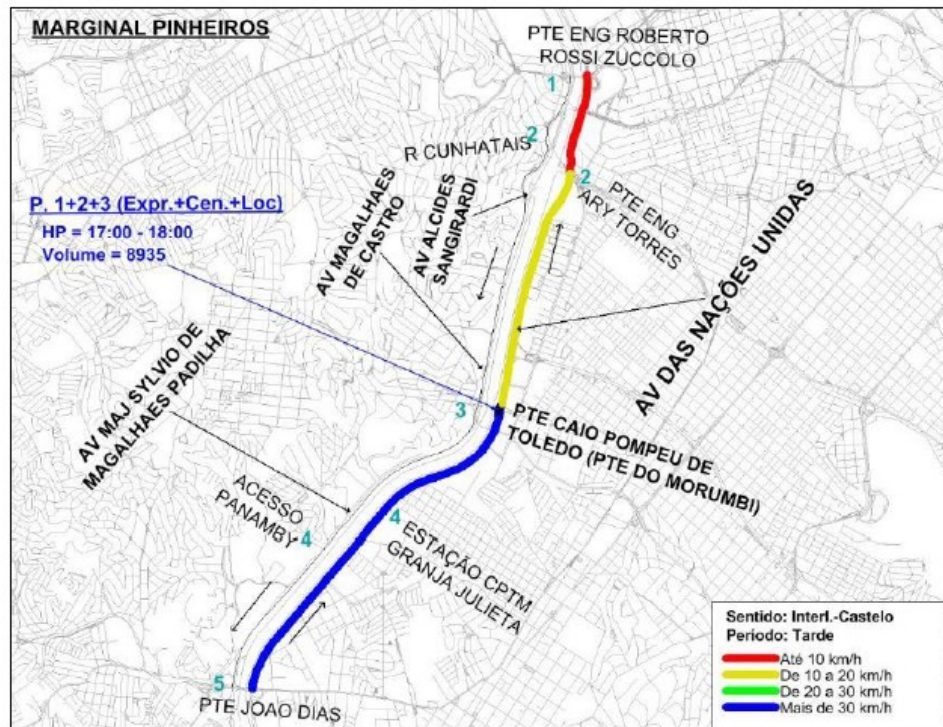 MARGINAL PINHEIROS
PTE ENG ROBERTO
ROSSI ZUCCOLO
1
2
R CUNHATAIS
2
PTE ENG
ARY TORRES
P. 1+2+3 (Expr.+Cen.+Loc)
HP = 17:00 - 18:00
Volume = 8935
AV MAGALHAES
DE CASTRO
AV ALCIDES
SANGIRARDI
AV DAS NAÇÕES UNIDAS
AV MAJ SYLVIO DE
MAGALHAES PADILHA
3
PTE CAIO POMPEU DE
TOLEDO (PTE DO MORUMBI)
ACESSO
PANAMBY
4
4
ESTAÇÃO CPTM
GRANJA JULIETA
5
PTE JOAO DIAS
Sentido: Interl.-Castelo
Período: Tarde
Até 10 km/h
De 10 a 20 km/h
De 20 a 30 km/h
Mais de 30 km/h